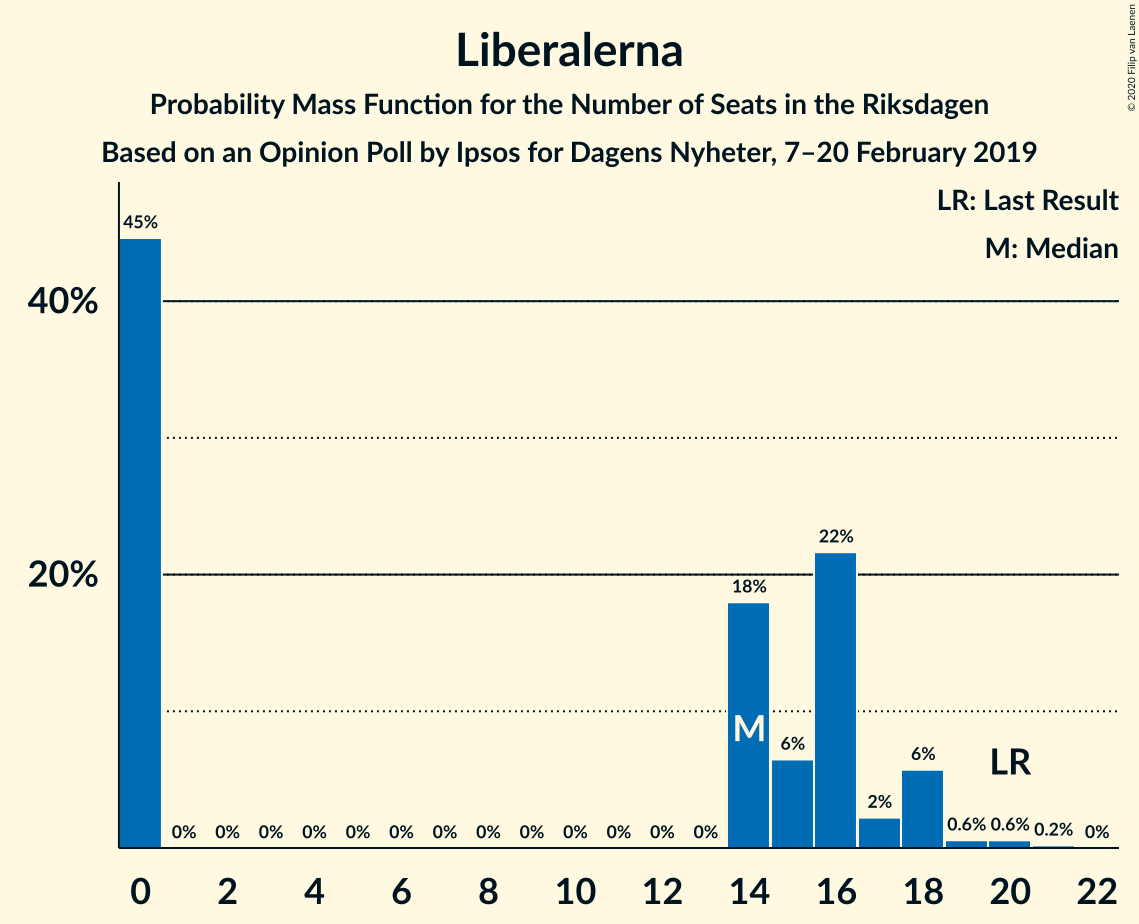 Liberalerna
Probability Mass Function for the Number of Seats in the Riksdagen
Based on an Opinion Poll by Ipsos for Dagens Nyheter, 7–20 February 2019
© 2020 Filip van Laenen
LR: Last Result
M: Median
45%
40%
22%
20%
18%
M
6%
6%
LR
2%
0% 0% 0% 0% 0% 0% 0% 0% 0% 0% 0% 0% 0% 0.6% 0.6% 0.2% 0%
0 2 4 6 8 10 12 14 16 18 20 22